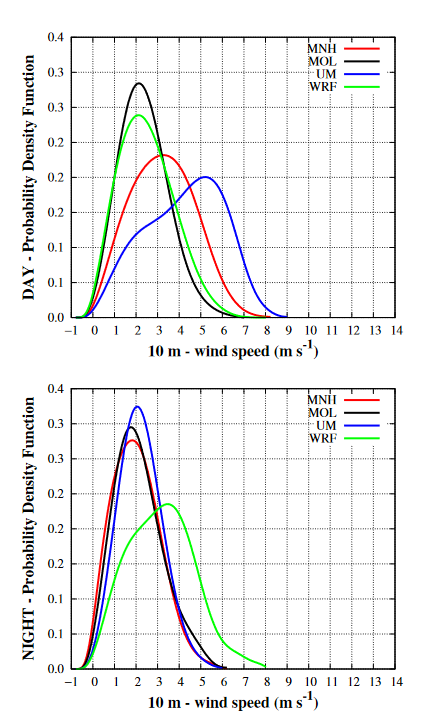 DAY - Probability Density Function
0.4
0.3
0.3
0.2
0.2
0.1
0.1
0.0
MNH
MOL
UM
WRF
-1 0 1 2 3 4 5 6 7 8 9 10 11 12 13 14
10 m - wind speed (m s-1)
NIGHT - Probability Density Function
0.4
0.3
0.3
0.2
0.2
0.1
0.1
0.0
MNH
MOL
UM
WRF
-1 0 1 2 3 4 5 6 7 8 9 10 11 12 13 14
10 m - wind speed (m s-1)